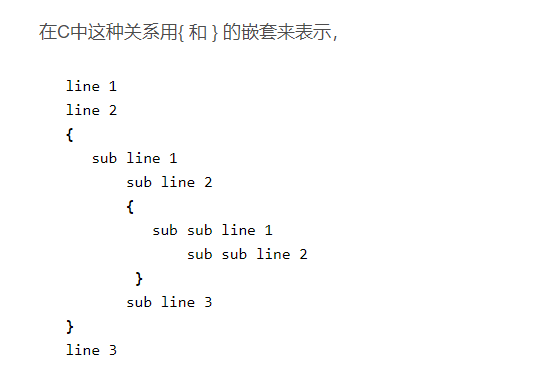 在C中这种关系用{ 和 } 的嵌套来表示，
line 1
line 2
{
sub line 1
sub line 2
{
sub sub line 1
sub sub line 2
}
sub line 3
}
line 3